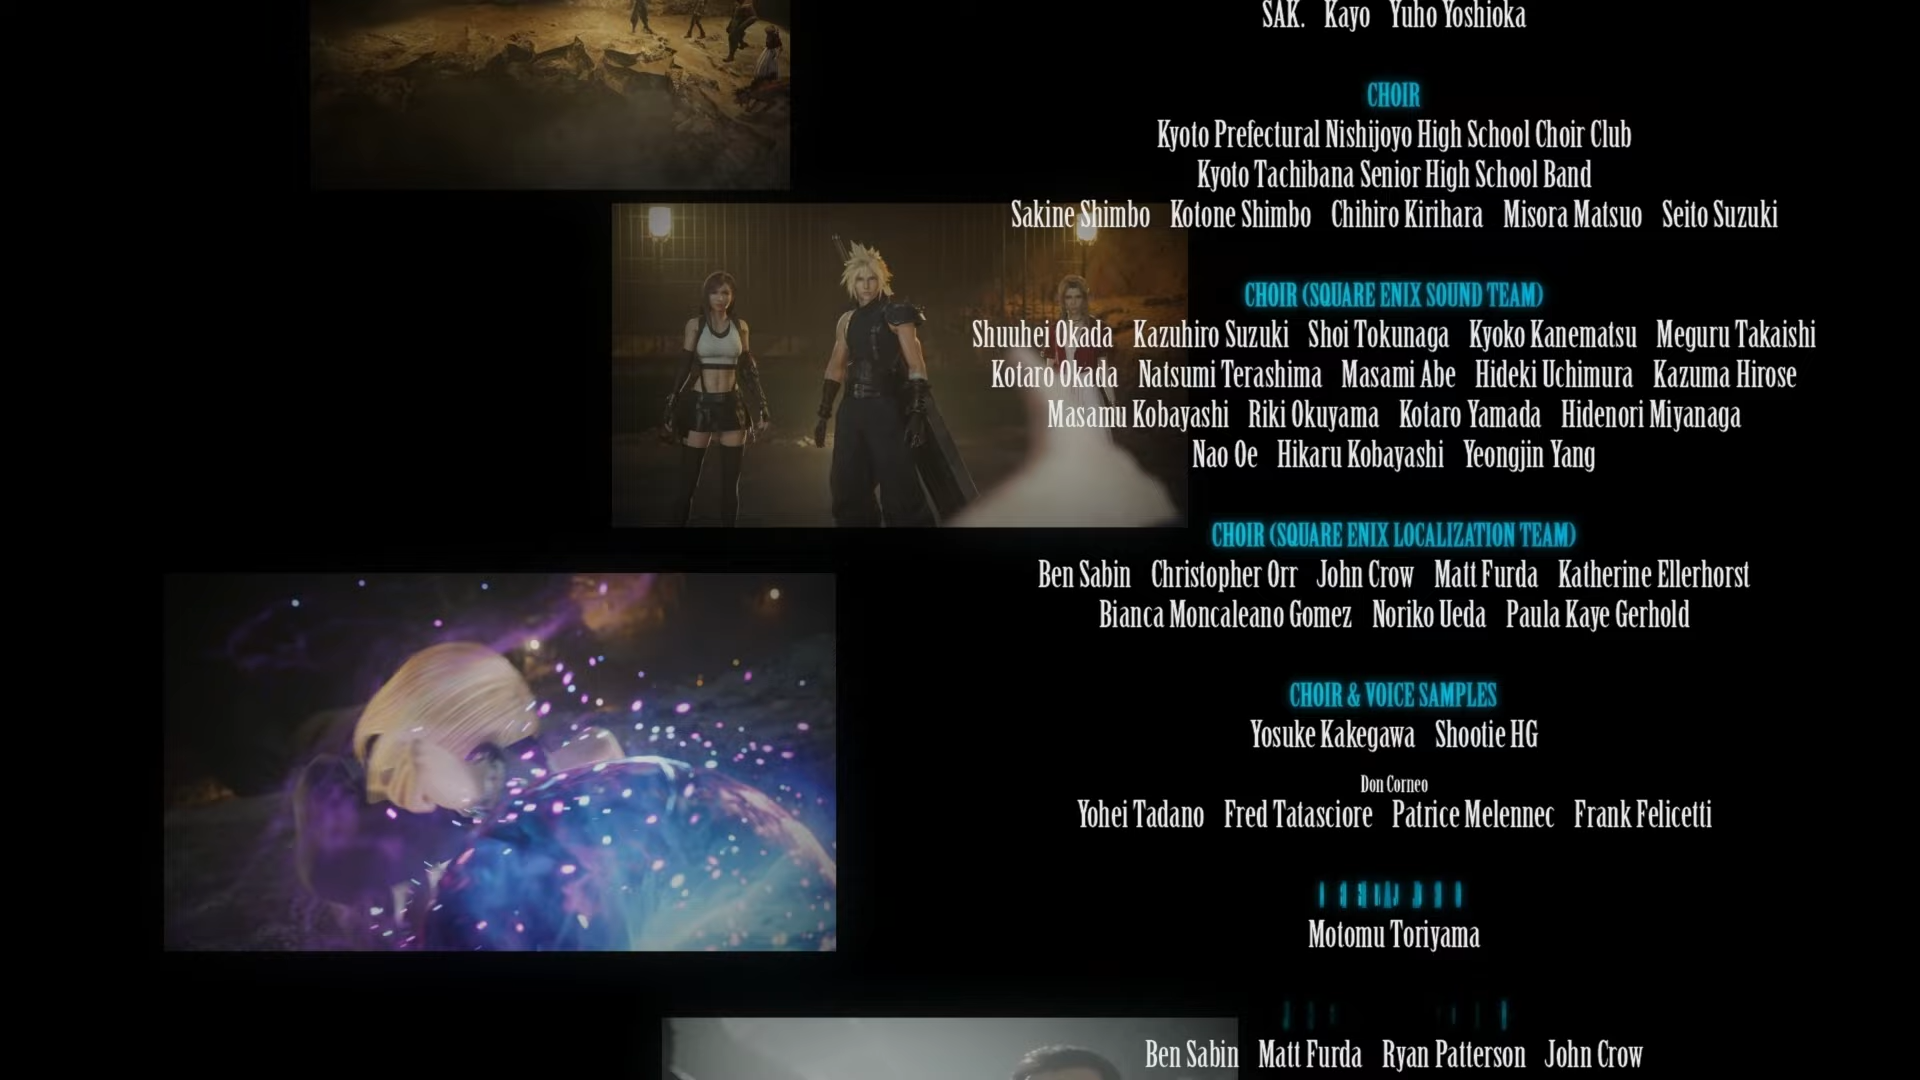 SAK. Kayo Yuho Yoshioka
CHOIR
Kyoto Prefectural Nishijoyo High School Choir Club
Kyoto Tachibana Senior High School Band
Sakine Shimbo Kotone Shimbo Chihiro Kirihara Misora Matsuo Seito Suzuki
CHOIR (SQUARE ENIX SOUND TEAM)
Shuuhei Okada Kazuhiro Suzuki Shoi Tokunaga Kyoko Kanematsu Meguru Takaishi
Kotaro Okada Natsumi Terashima Masami Abe Hideki Uchimura Kazuma Hirose
Masamu Kobayashi Riki Okuyama Kotaro Yamada Hidenori Miyanaga
Nao Oe Hikaru Kobayashi Yeongjin Yang
CHOIR (SQUARE ENIX LOCALIZATION TEAM)
Ben Sabin Christopher Orr John Crow Matt Furda Katherine Ellerhorst
Bianca Moncaleano Gomez Noriko Ueda Paula Kaye Gerhold
CHOIR & VOICE SAMPLES
Yosuke Kakegawa Shootie HG
Don Corneo
Yohei Tadano Fred Tatasciore Patrice Melennec Frank Felicetti
Motomu Toriyama
Ben Sabin Matt Furda Ryan Patterson John Crow